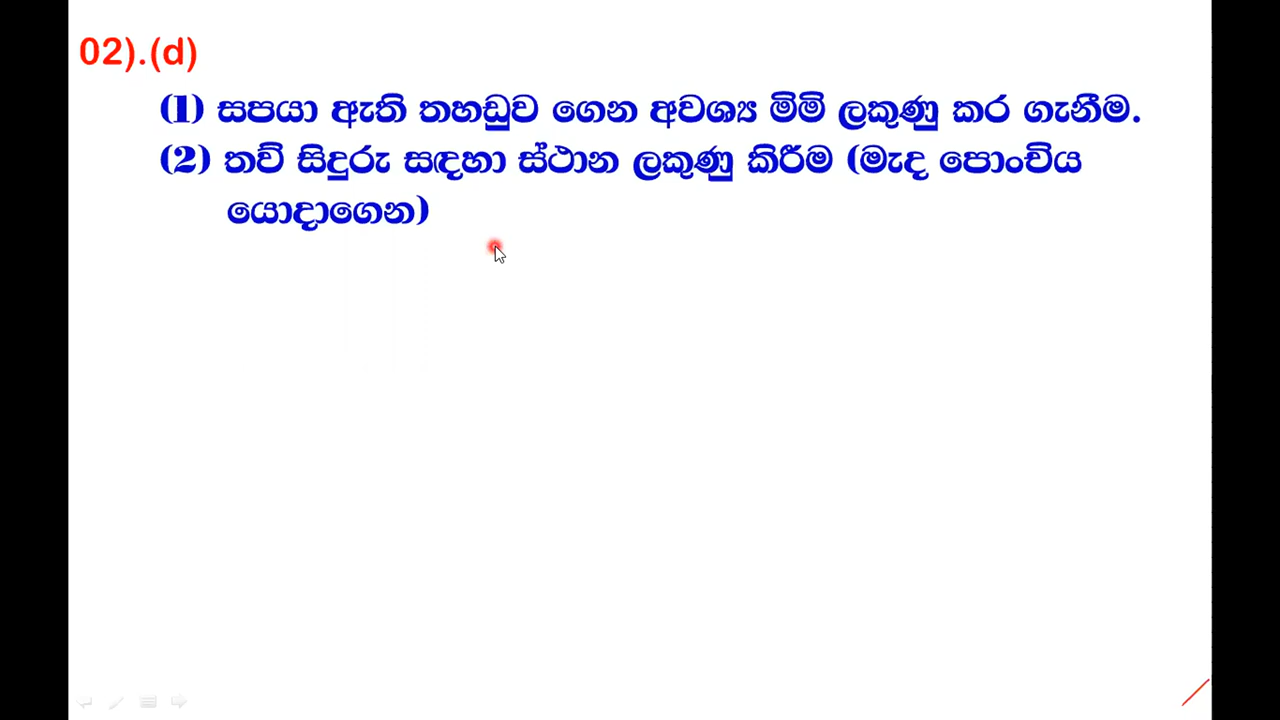 02).(d)
(1) සපයා ඇති තහඩුව ගෙන අවශ්‍ය මිම් ලකුණු කර ගැනීම.
(2) තව් සිදුරු සඳහා ස්ථාන ලකුණු කිරීම (මැද පොංචිය
යොදාගෙන)